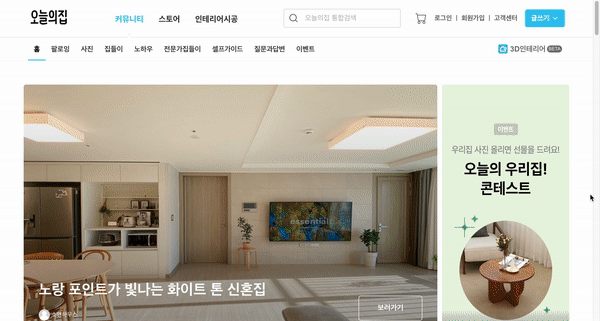 오늘의집 커뮤니티 스토어 인테리어시공 오늘의집 통합검색 로그인 회원가입 고객센터 글쓰기
홈 팔로잉 사진 집들이 노하우 전문가집들이 셀프가이드 질문과답변 이벤트 3D인테리어 BETA
essential
노랑 포인트가 빛나는 화이트 톤 신혼집
보러가기
이벤트
우리집 사진 올리면 선물을 드려요!
오늘의 우리집!
콘테스트